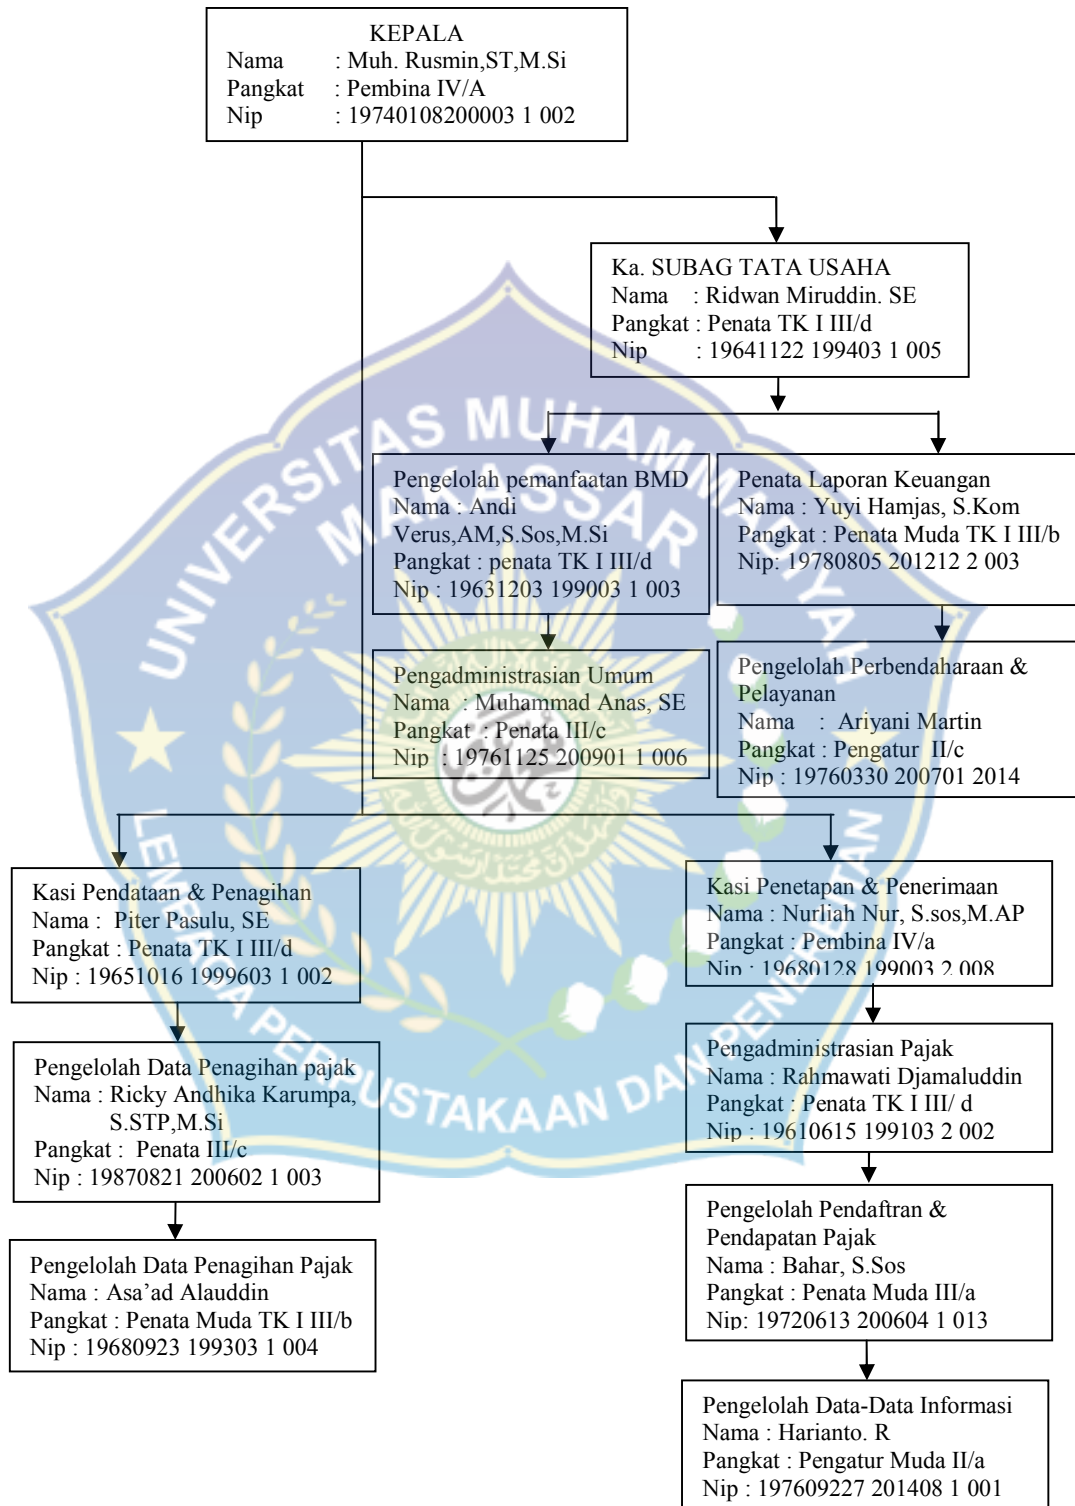 KEPALA
Nama : Muh. Rusmin,ST,M.Si
Pangkat : Pembina IV/A
Nip : 19740108200003 1 002
Ka. SUBAG TATA USAHA
Nama : Ridwan Miruddin. SE
Pangkat : Penata TK I III/d
Nip : 19641122 199403 1 005
UNIVERSITAS MUHAMMADIYAH
MAKASSAR
Pengelolah pemanfaatan BMD
Nama : Andi
Verus,AM,S.Sos,M.Si
Pangkat : penata TK I III/d
Nip : 19631203 199003 1 003
Penata Laporan Keuangan
Nama : Yuyi Hamjas, S.Kom
Pangkat : Penata Muda TK I III/b
Nip: 19780805 201212 2 003
Pengadministrasian Umum
Nama : Muhammad Anas, SE
Pangkat : Penata III/c
Nip : 19761125 200901 1 006
Pengelolah Perbendaharaan &
Pelayanan
Nama : Ariyani Martin
Pangkat : Pengatur II/c
Nip : 19760330 200701 2014
Kasi Pendataan & Penagihan
Nama : Piter Pasulu, SE
Pangkat : Penata TK I III/d
Nip : 19651016 1999603 1 002
Kasi Penetapan & Penerimaan
Nama : Nurliah Nur, S.sos,M.AP
Pangkat : Pembina IV/a
Nip : 19680128 199003 2 008
LEMBAGA PERPUSTAKAAN DAN PENERBITAN
Pengelolah Data Penagihan pajak
Nama : Ricky Andhika Karumpa,
S.STP,M.Si
Pangkat : Penata III/c
Nip : 19870821 200602 1 003
Pengadministrasian Pajak
Nama : Rahmawati Djamaluddin
Pangkat : Penata TK I III/ d
Nip : 19610615 199103 2 002
Pengelolah Data Penagihan Pajak
Nama : Asa’ad Alauddin
Pangkat : Penata Muda TK I III/b
Nip : 19680923 199303 1 004
Pengelolah Pendaftran &
Pendapatan Pajak
Nama : Bahar, S.Sos
Pangkat : Penata Muda III/a
Nip: 19720613 200604 1 013
Pengelolah Data-Data Informasi
Nama : Harianto. R
Pangkat : Pengatur Muda II/a
Nip : 197609227 201408 1 001